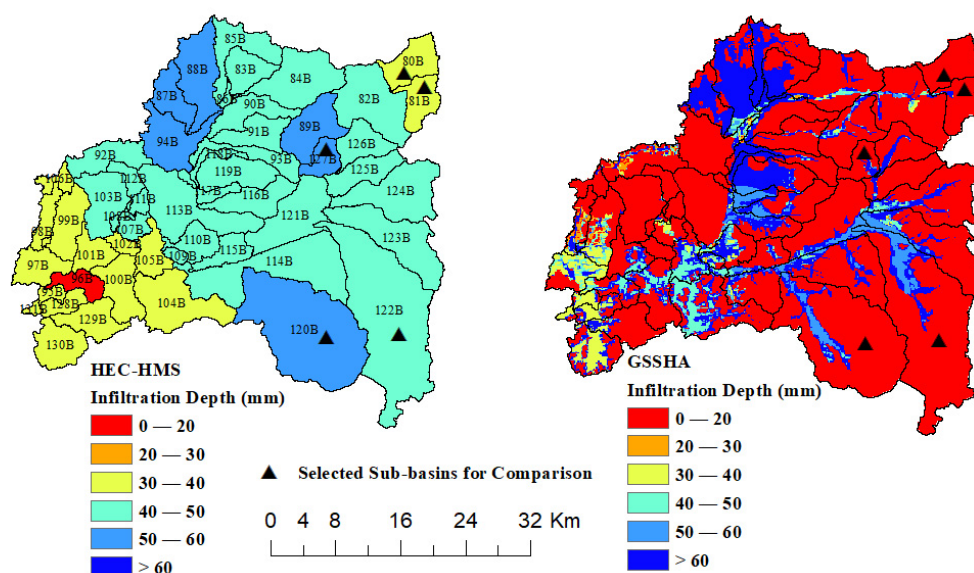 85B
80B
88B
83B
84B
81B
87B
86B
82B
90B
89B
94B
91B
126B
92B
118B
93B
127B
125B
106B
112B
119B
124B
103B
111B
117B
116B
99B
108B
113B
121B
98B
107B
123B
102B
110B
97B
101B
105B
109B
115B
114B
96B
100B
95B
104B
122B
131B
128B
129B
120B
130B
HEC-HMS
Infiltration Depth (mm)
0 — 20
20 — 30
30 — 40
40 — 50
50 — 60
> 60
Selected Sub-basins for Comparison
0 4 8 16 24 32 Km
GSSHA
Infiltration Depth (mm)
0 — 20
20 — 30
30 — 40
40 — 50
50 — 60
> 60